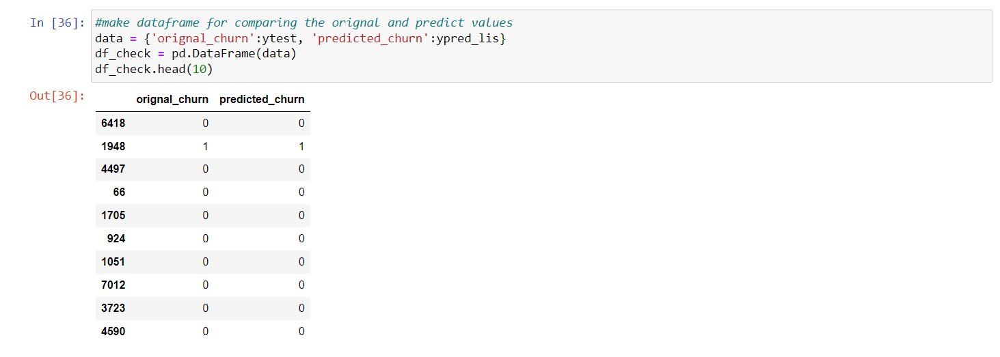 In [36]: #make dataframe for comparing the orignal and predict values
data = {'orignal_churn':ytest, 'predicted_churn':ypred_lis}
df_check = pd.DataFrame(data)
df_check.head(10)
Out[36]:
orignal_churn predicted_churn
6418 0 0
1948 1 1
4497 0 0
66 0 0
1705 0 0
924 0 0
1051 0 0
7012 0 0
3723 0 0
4590 0 0